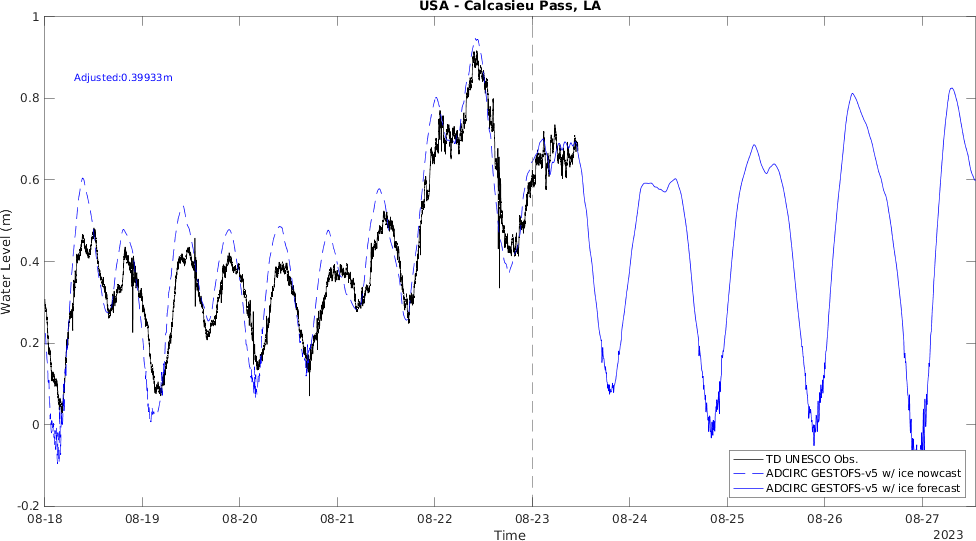 USA - Calcasieu Pass, LA
Adjusted:0.39933m
1
0.8
0.6
0.4
0.2
0
-0.2
Water Level (m)
08-18 08-19 08-20 08-21 08-22 08-23 08-24 08-25 08-26 08-27
Time
2023
TD UNESCO Obs.
ADCIRC GESTOFS-v5 w/ ice nowcast
ADCIRC GESTOFS-v5 w/ ice forecast